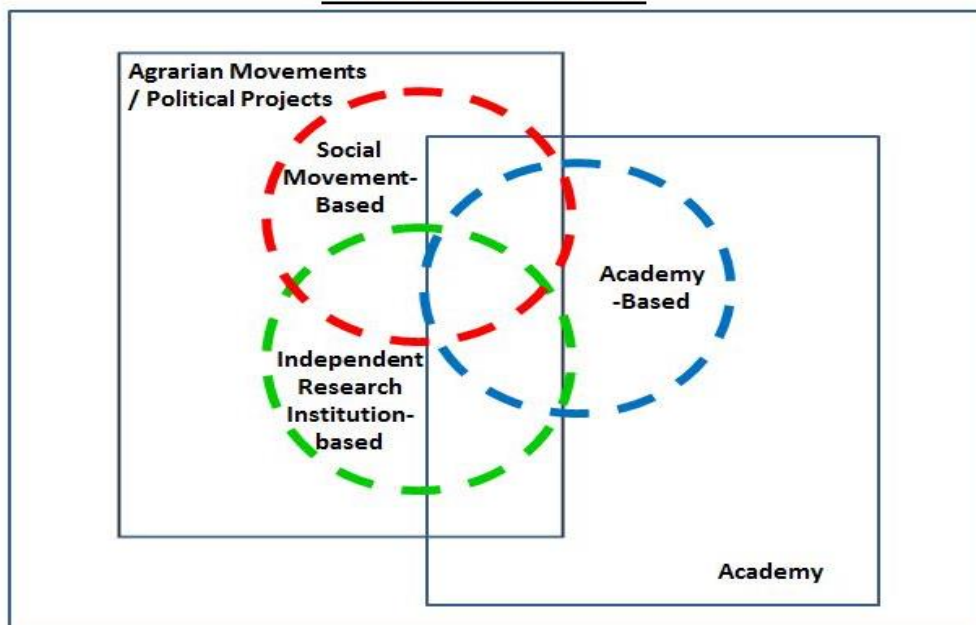 Agrarian Movements
/ Political Projects
Social
Movement-
Based
Academy
-Based
Independent
Research
Institution-
based
Academy